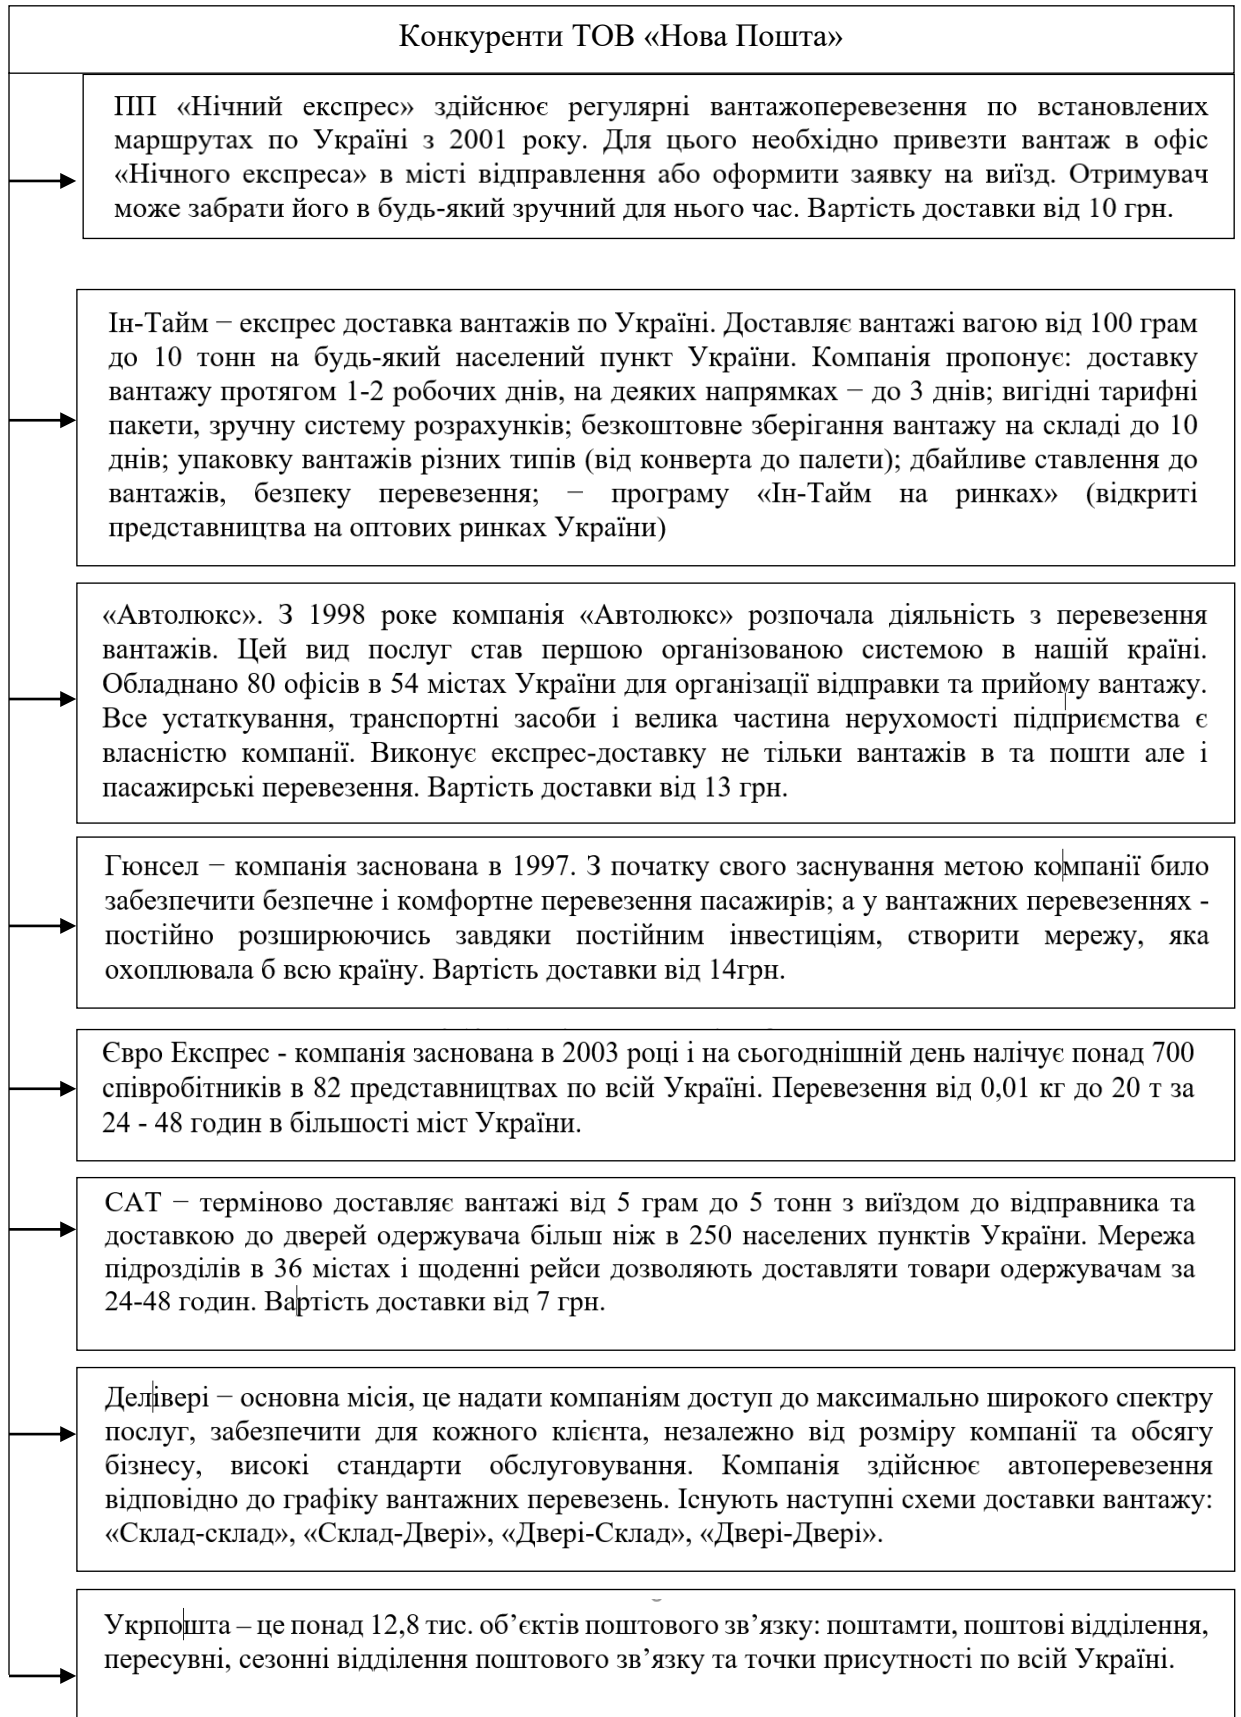 Конкуренти ТОВ «Нова Пошта»
ПП «Нічний експрес» здійснює регулярні вантажоперевезення по встановлених
маршрутах по Україні з 2001 року. Для цього необхідно привезти вантаж в офіс
«Нічного експреса» в місті відправлення або оформити заявку на виїзд. Отримувач
може забрати його в будь-який зручний для нього час. Вартість доставки від 10 грн.
Ін-Тайм − експрес доставка вантажів по Україні. Доставляє вантажі вагою від 100 грам
до 10 тонн на будь-який населений пункт України. Компанія пропонує: доставку
вантажу протягом 1-2 робочих днів, на деяких напрямках − до 3 днів; вигідні тарифні
пакети, зручну систему розрахунків; безкоштовне зберігання вантажу на складі до 10
днів; упаковку вантажів різних типів (від конверта до палети); дбайливе ставлення до
вантажів, безпеку перевезення; − програму «Ін-Тайм на ринках» (відкриті
представництва на оптових ринках України)
«Автолюкс». З 1998 роке компанія «Автолюкс» розпочала діяльність з перевезення
вантажів. Цей вид послуг став першою організованою системою в нашій країні.
Обладнано 80 офісів в 54 містах України для організації відправки та прийому вантажу.
Все устаткування, транспортні засоби і велика частина нерухомості підприємства є
власністю компанії. Виконує експрес-доставку не тільки вантажів в та пошти але і
пасажирські перевезення. Вартість доставки від 13 грн.
Гюнсел − компанія заснована в 1997. З початку свого заснування метою компанії било
забезпечити безпечне і комфортне перевезення пасажирів; а у вантажних перевезеннях -
постійно розширюючись завдяки постійним інвестиціям, створити мережу, яка
охоплювала б всю країну. Вартість доставки від 14грн.
Євро Експрес - компанія заснована в 2003 році і на сьогоднішній день налічує понад 700
співробітників в 82 представництвах по всій Україні. Перевезення від 0,01 кг до 20 т за
24 - 48 годин в більшості міст України.
САТ − терміново доставляє вантажі від 5 грам до 5 тонн з виїздом до відправника та
доставкою до дверей одержувача більш ніж в 250 населених пунктів України. Мережа
підрозділів в 36 містах і щоденні рейси дозволяють доставляти товари одержувачам за
24-48 годин. Вартість доставки від 7 грн.
Делівері − основна місія, це надати компаніям доступ до максимально широкого спектру
послуг, забезпечити для кожного клієнта, незалежно від розміру компанії та обсягу
бізнесу, високі стандарти обслуговування. Компанія здійснює автоперевезення
відповідно до графіку вантажних перевезень. Існують наступні схеми доставки вантажу:
«Склад-склад», «Склад-Двері», «Двері-Склад», «Двері-Двері».
Укрпошта – це понад 12,8 тис. об’єктів поштового зв’язку: поштамти, поштові відділення,
пересувні, сезонні відділення поштового зв’язку та точки присутності по всій Україні.